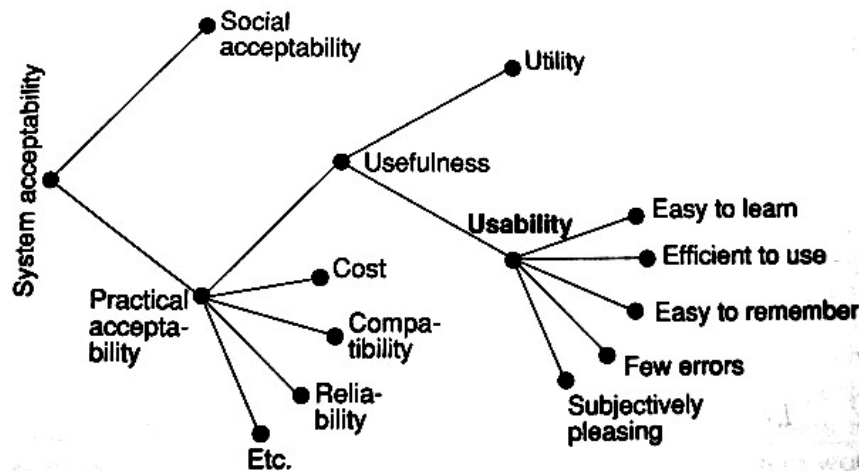 Social
acceptability
Utility
System acceptability
Usefulness
Usability
Easy to learn
Efficient to use
Cost
Practical
accepta-
bility
Compa-
tibility
Easy to remember
Few errors
Relia-
bility
Subjectively
pleasing
Etc.